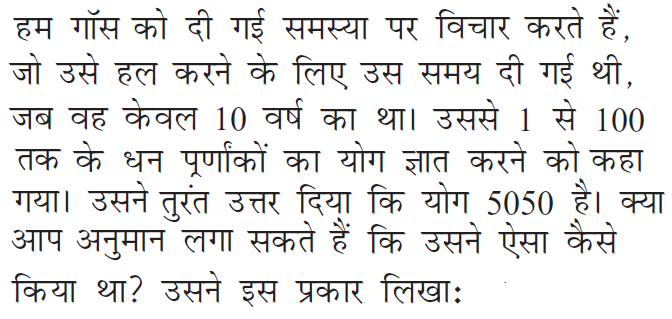 हम गॉस को दी गई समस्या पर विचार करते हैं,
जो उसे हल करने के लिए उस समय दी गई थी,
जब वह केवल 10 वर्ष का था। उससे 1 से 100
तक के धन पूर्णांकों का योग ज्ञात करने को कहा
गया। उसने तुरंत उत्तर दिया कि योग 5050 है। क्या
आप अनुमान लगा सकते हैं कि उसने ऐसा कैसे
किया था? उसने इस प्रकार लिखा: